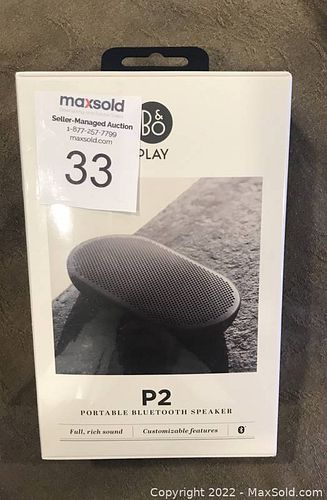 maxsold
Seller-Managed Auction
1-877-257-7799
maxsold.com
33
B&
BO
PLAY
P2
PORTABLE BLUETOOTH SPEAKER
Full, rich sound
Customizable features
Copyright 2022 - MaxSold.com